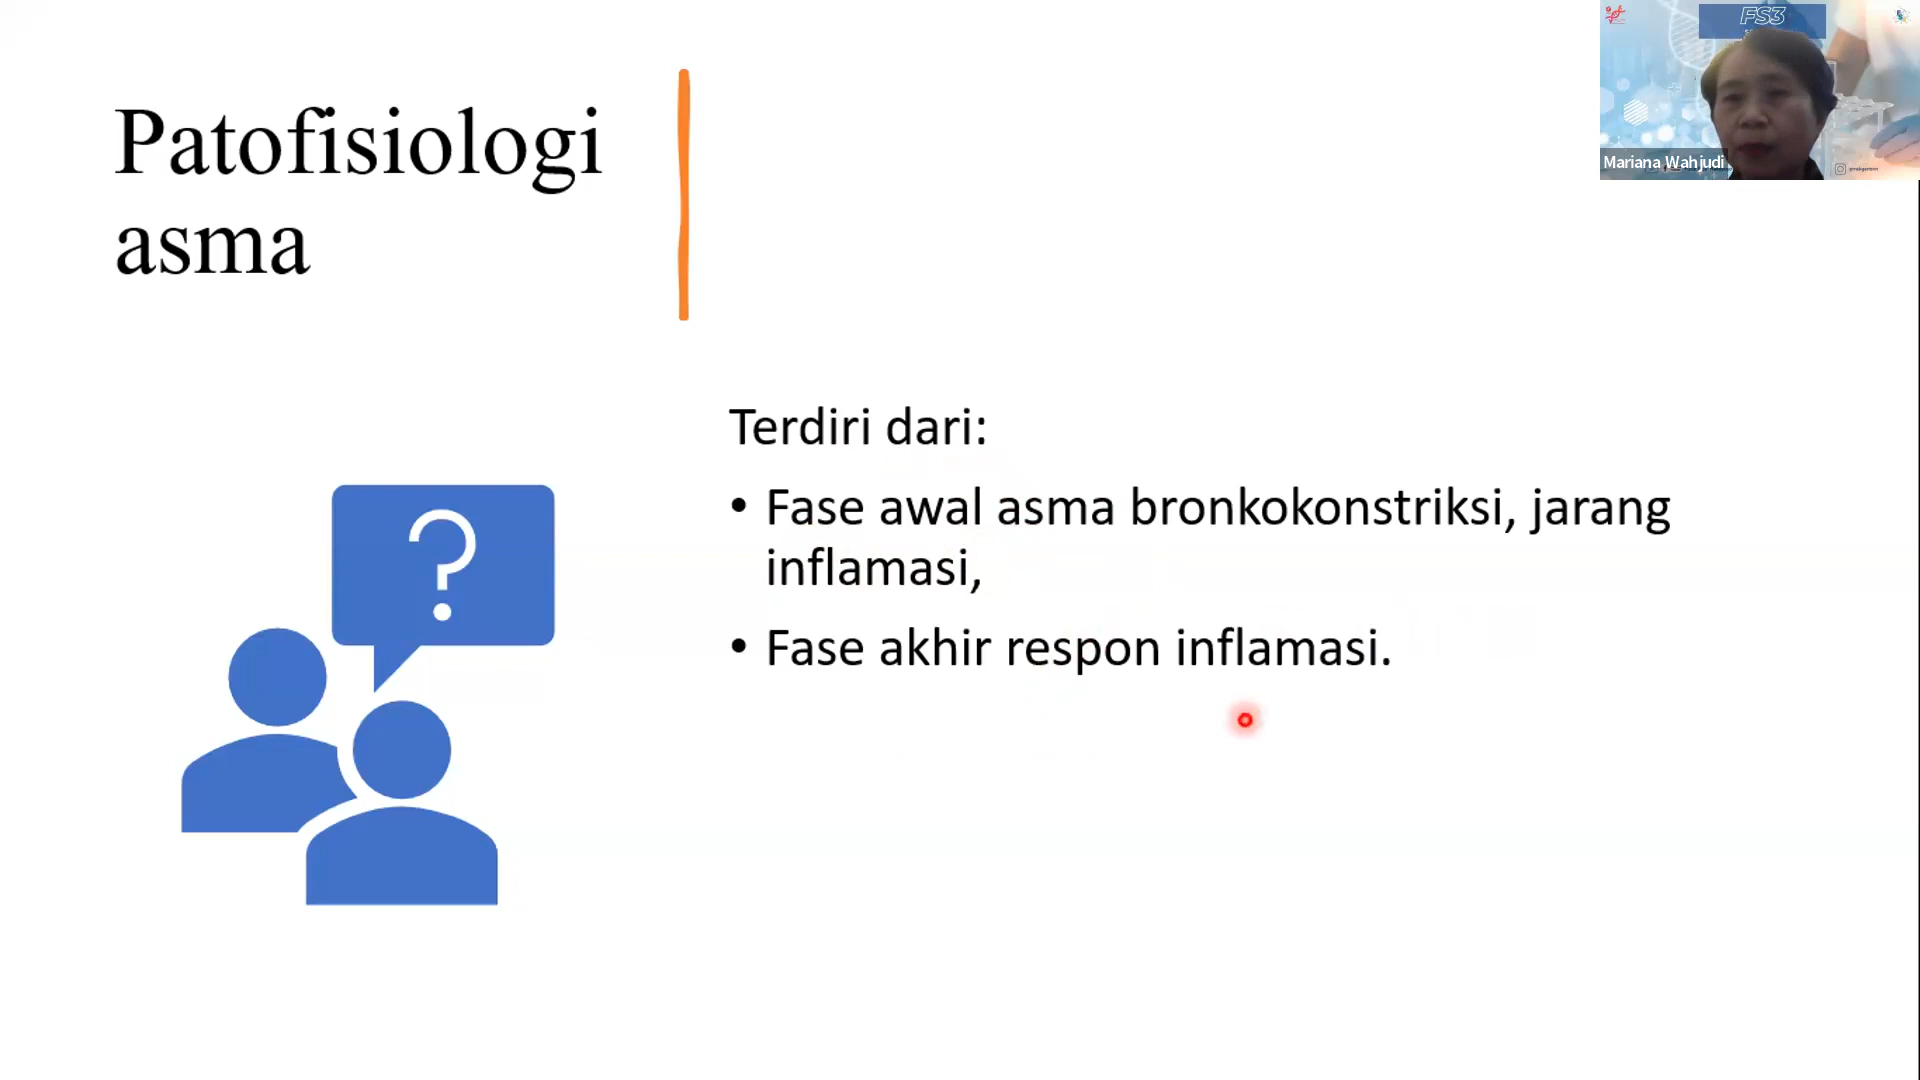 Patofisiologi
asma
Terdiri dari:
• Fase awal asma bronkokonstriksi, jarang
inflamasi,
• Fase akhir respon inflamasi.
?
FS3
Mariana Wahjudi